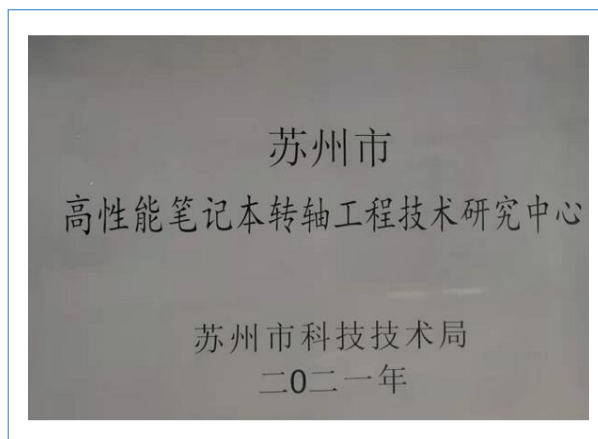 苏州市
高性能笔记本转轴工程技术研究中心
苏州市科技技术局
二0二一年